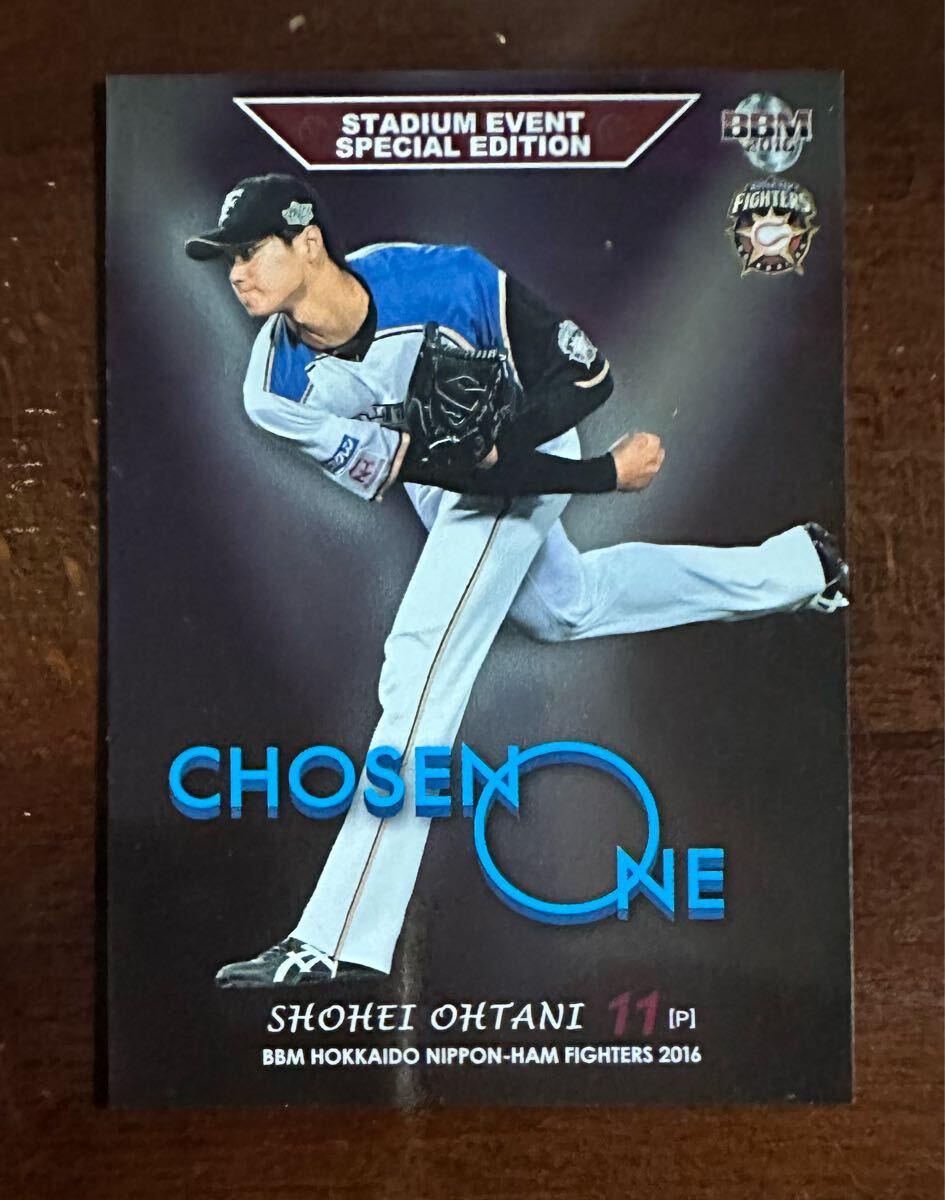 STADIUM EVENT
SPECIAL EDITION
BBM
2016
FIGHTERS
CHOSEN
ONE
SHOHEI OHTANI 11 [P]
BBM HOKKAIDO NIPPON-HAM FIGHTERS 2016